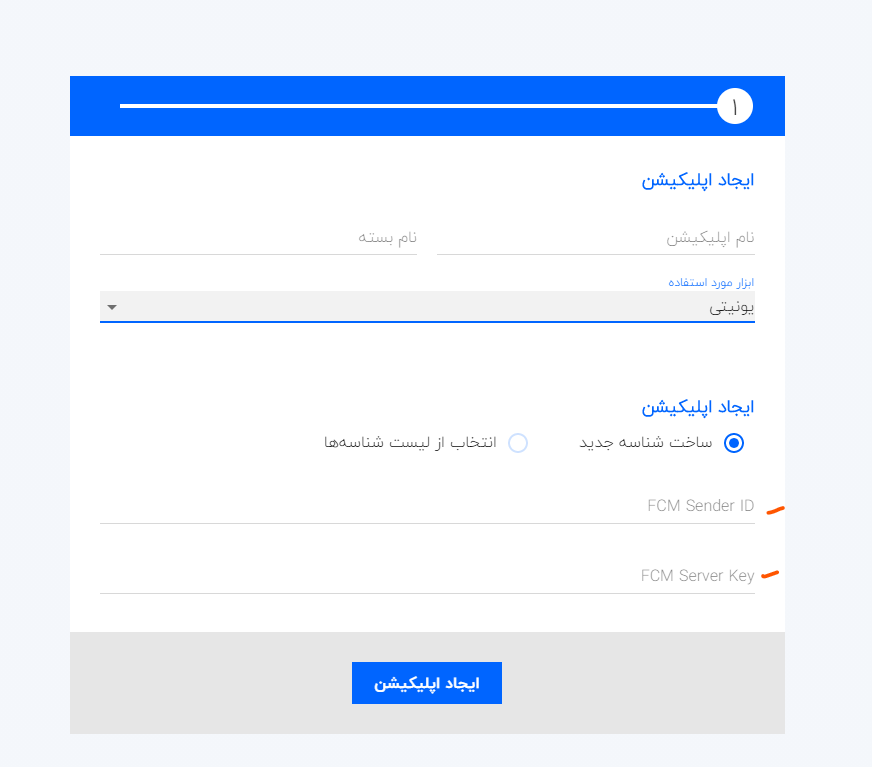 ۱
ایجاد اپلیکیشن
نام اپلیکیشن نام بسته
ابزار مورد استفاده
یونیتی
ایجاد اپلیکیشن
ساخت شناسه جدید انتخاب از لیست شناسه‌ها
FCM Sender ID
FCM Server Key
ایجاد اپلیکیشن